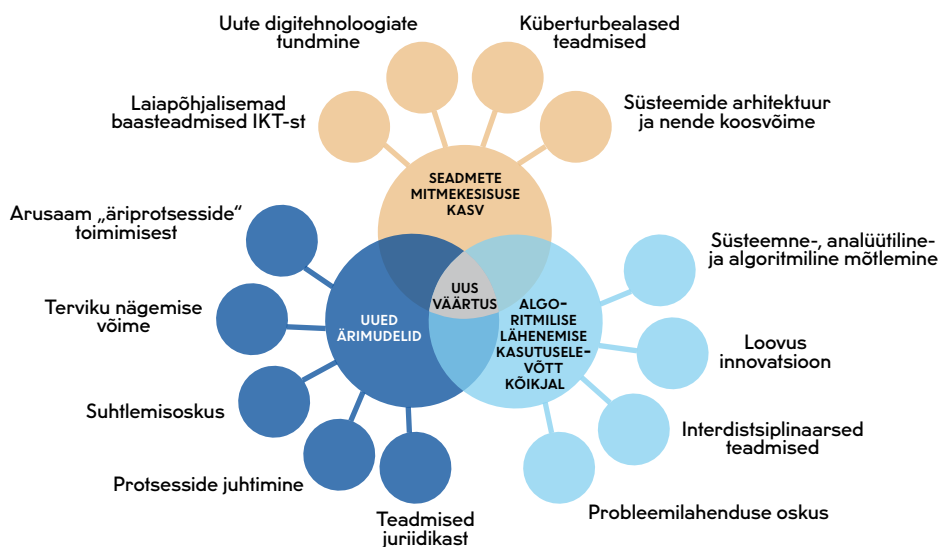 Uute digitehnoloogiate
tundmine
Küberturbealased
teadmised
Laiapõhjalisemad
baasteadmised IKT-st
Süsteemide arhitektuur
ja nende koosvõime
SEADMETE
MITMEKESISUSE
KASV
Arusaam „äriprotsesside“
toimimisest
Süsteemne-, analüütiline-
ja algoritmiline mõtlemine
Terviku nägemise
võime
UUED
ÄRIMUDELID
UUS
VÄÄRTUS
ALGO-
RITMILISE
LÄHENEMISE
KASUTUSELE-
VÕTT
KÕIKJAL
Loovus
innovatsioon
Suhtlemisoskus
Interdistsiplinaarsed
teadmised
Protsesside juhtimine
Teadmised
juriidikast
Probleemilahenduse oskus